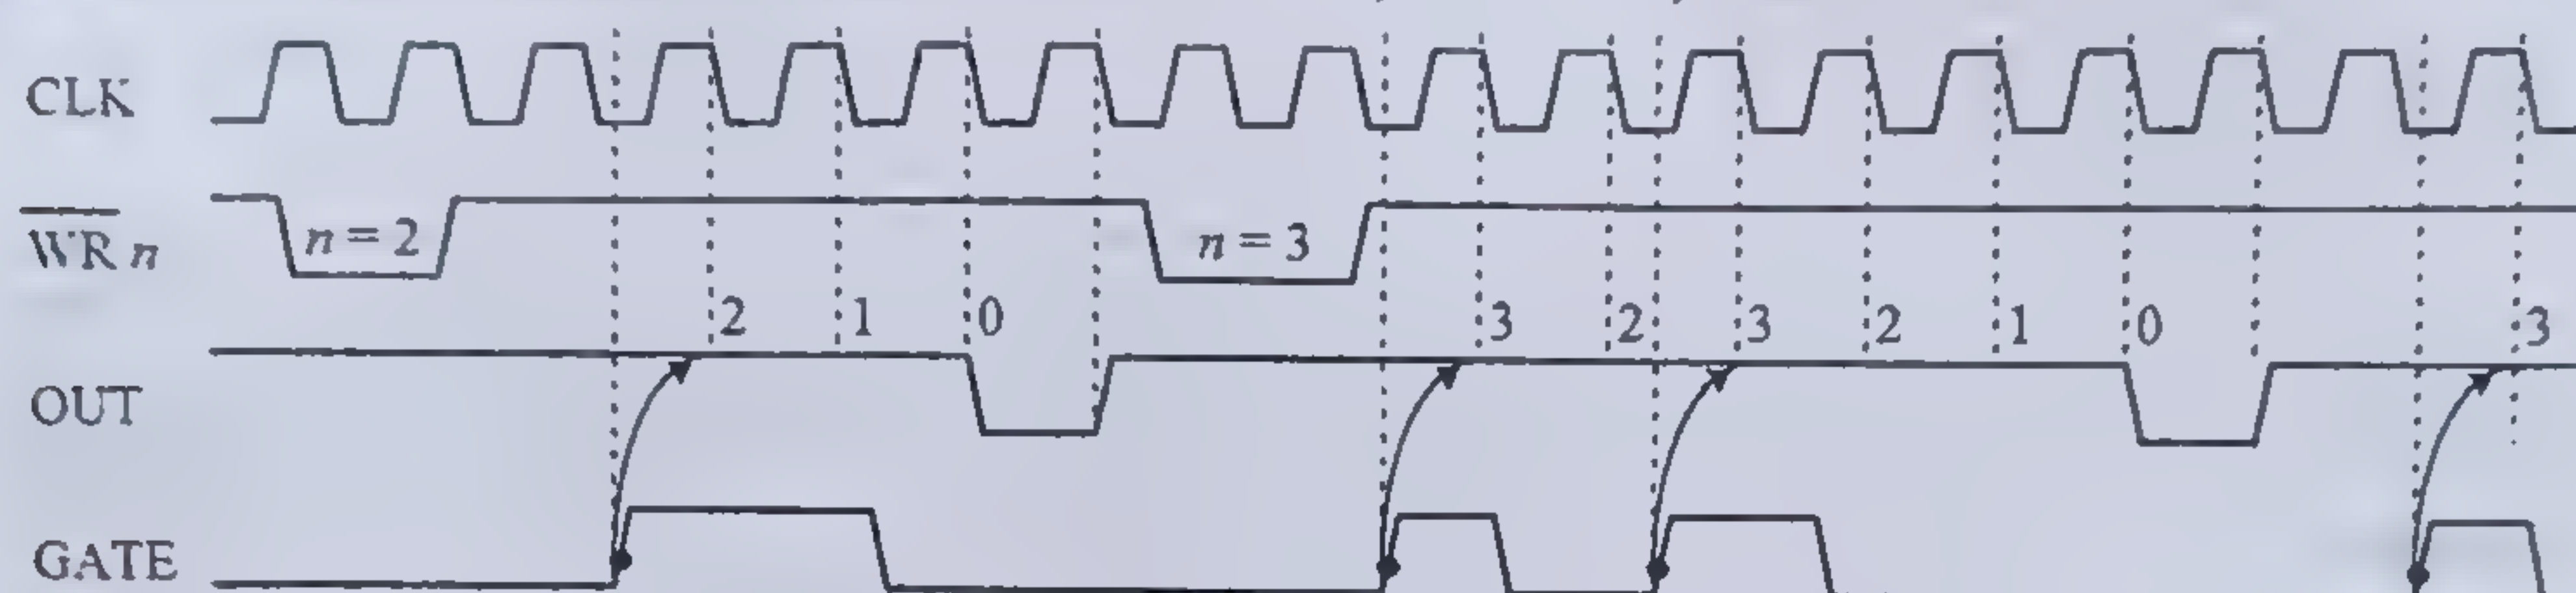 CLK
WR n
n = 2
n = 3
2 1 0 3 2 3 2 1 0 3
OUT
GATE